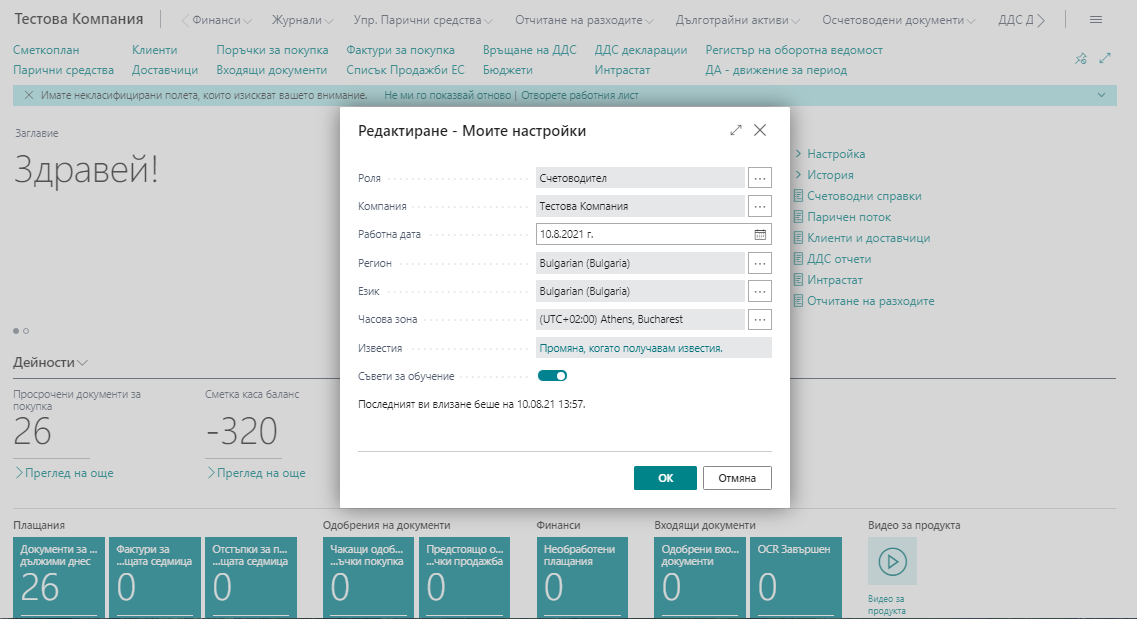 Тестова Компания
Финанси
Журнали
Упр. Парични средства
Отчитане на разходите
Дълготрайни активи
Осчетоводени документи
ДДС Д
Сметкоплан
Клиенти
Поръчки за покупка
Фактури за покупка
Връщане на ДДС
ДДС декларации
Регистър на оборотна ведомост
Парични средства
Доставчици
Входящи документи
Списък Продажби ЕС
Бюджети
Интрастат
ДА - движение за период
Имате некласифицирани полета, които изискват вашето внимание.
Не ми го показвай отново | Отворете работния лист
Заглавие
Здравей!
Редактиране - Моите настройки
Роля
Счетоводител
Компания
Тестова Компания
Работна дата
10.8.2021 г.
Регион
Bulgarian (Bulgaria)
Език
Bulgarian (Bulgaria)
Часова зона
(UTC+02:00) Athens, Bucharest
Известия
Промяна, когато получавам известия.
Съвети за обучение
Последният ви влизане беше на 10.08.21 13:57.
OK
Отмяна
Настройка
История
Счетоводни справки
Паричен поток
Клиенти и доставчици
ДДС отчети
Интрастат
Отчитане на разходите
Дейности
Просрочени документи за
покупка
26
Преглед на още
Сметка каса баланс
-320
Преглед на още
Плащания
Документи за ...
дължими днес
26
Фактури за
...щата седмица
0
Отстъпки за п...
...щата седмица
0
Одобрения на документи
Чакащи одоб...
...ъчки покупка
0
Предстоящо о...
...чки продажба
0
Финанси
Необработени
плащания
0
Входящи документи
Одобрени вхо...
документи
0
OCR Завършен
0
Видео за продукта
Видео за
продукта